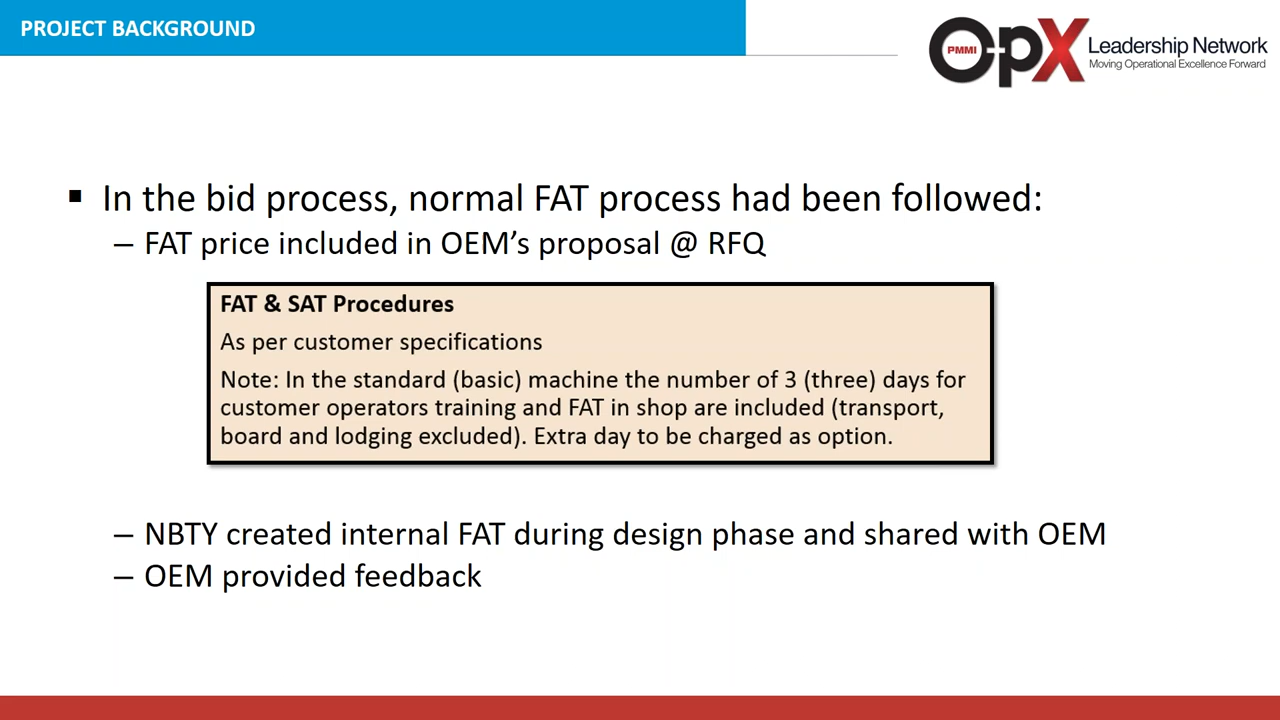 PROJECT BACKGROUND
PMMI
OpX
Leadership Network
Moving Operational Excellence Forward
▪ In the bid process, normal FAT process had been followed:
– FAT price included in OEM’s proposal @ RFQ
FAT & SAT Procedures
As per customer specifications
Note: In the standard (basic) machine the number of 3 (three) days for
customer operators training and FAT in shop are included (transport,
board and lodging excluded). Extra day to be charged as option.
– NBTY created internal FAT during design phase and shared with OEM
– OEM provided feedback